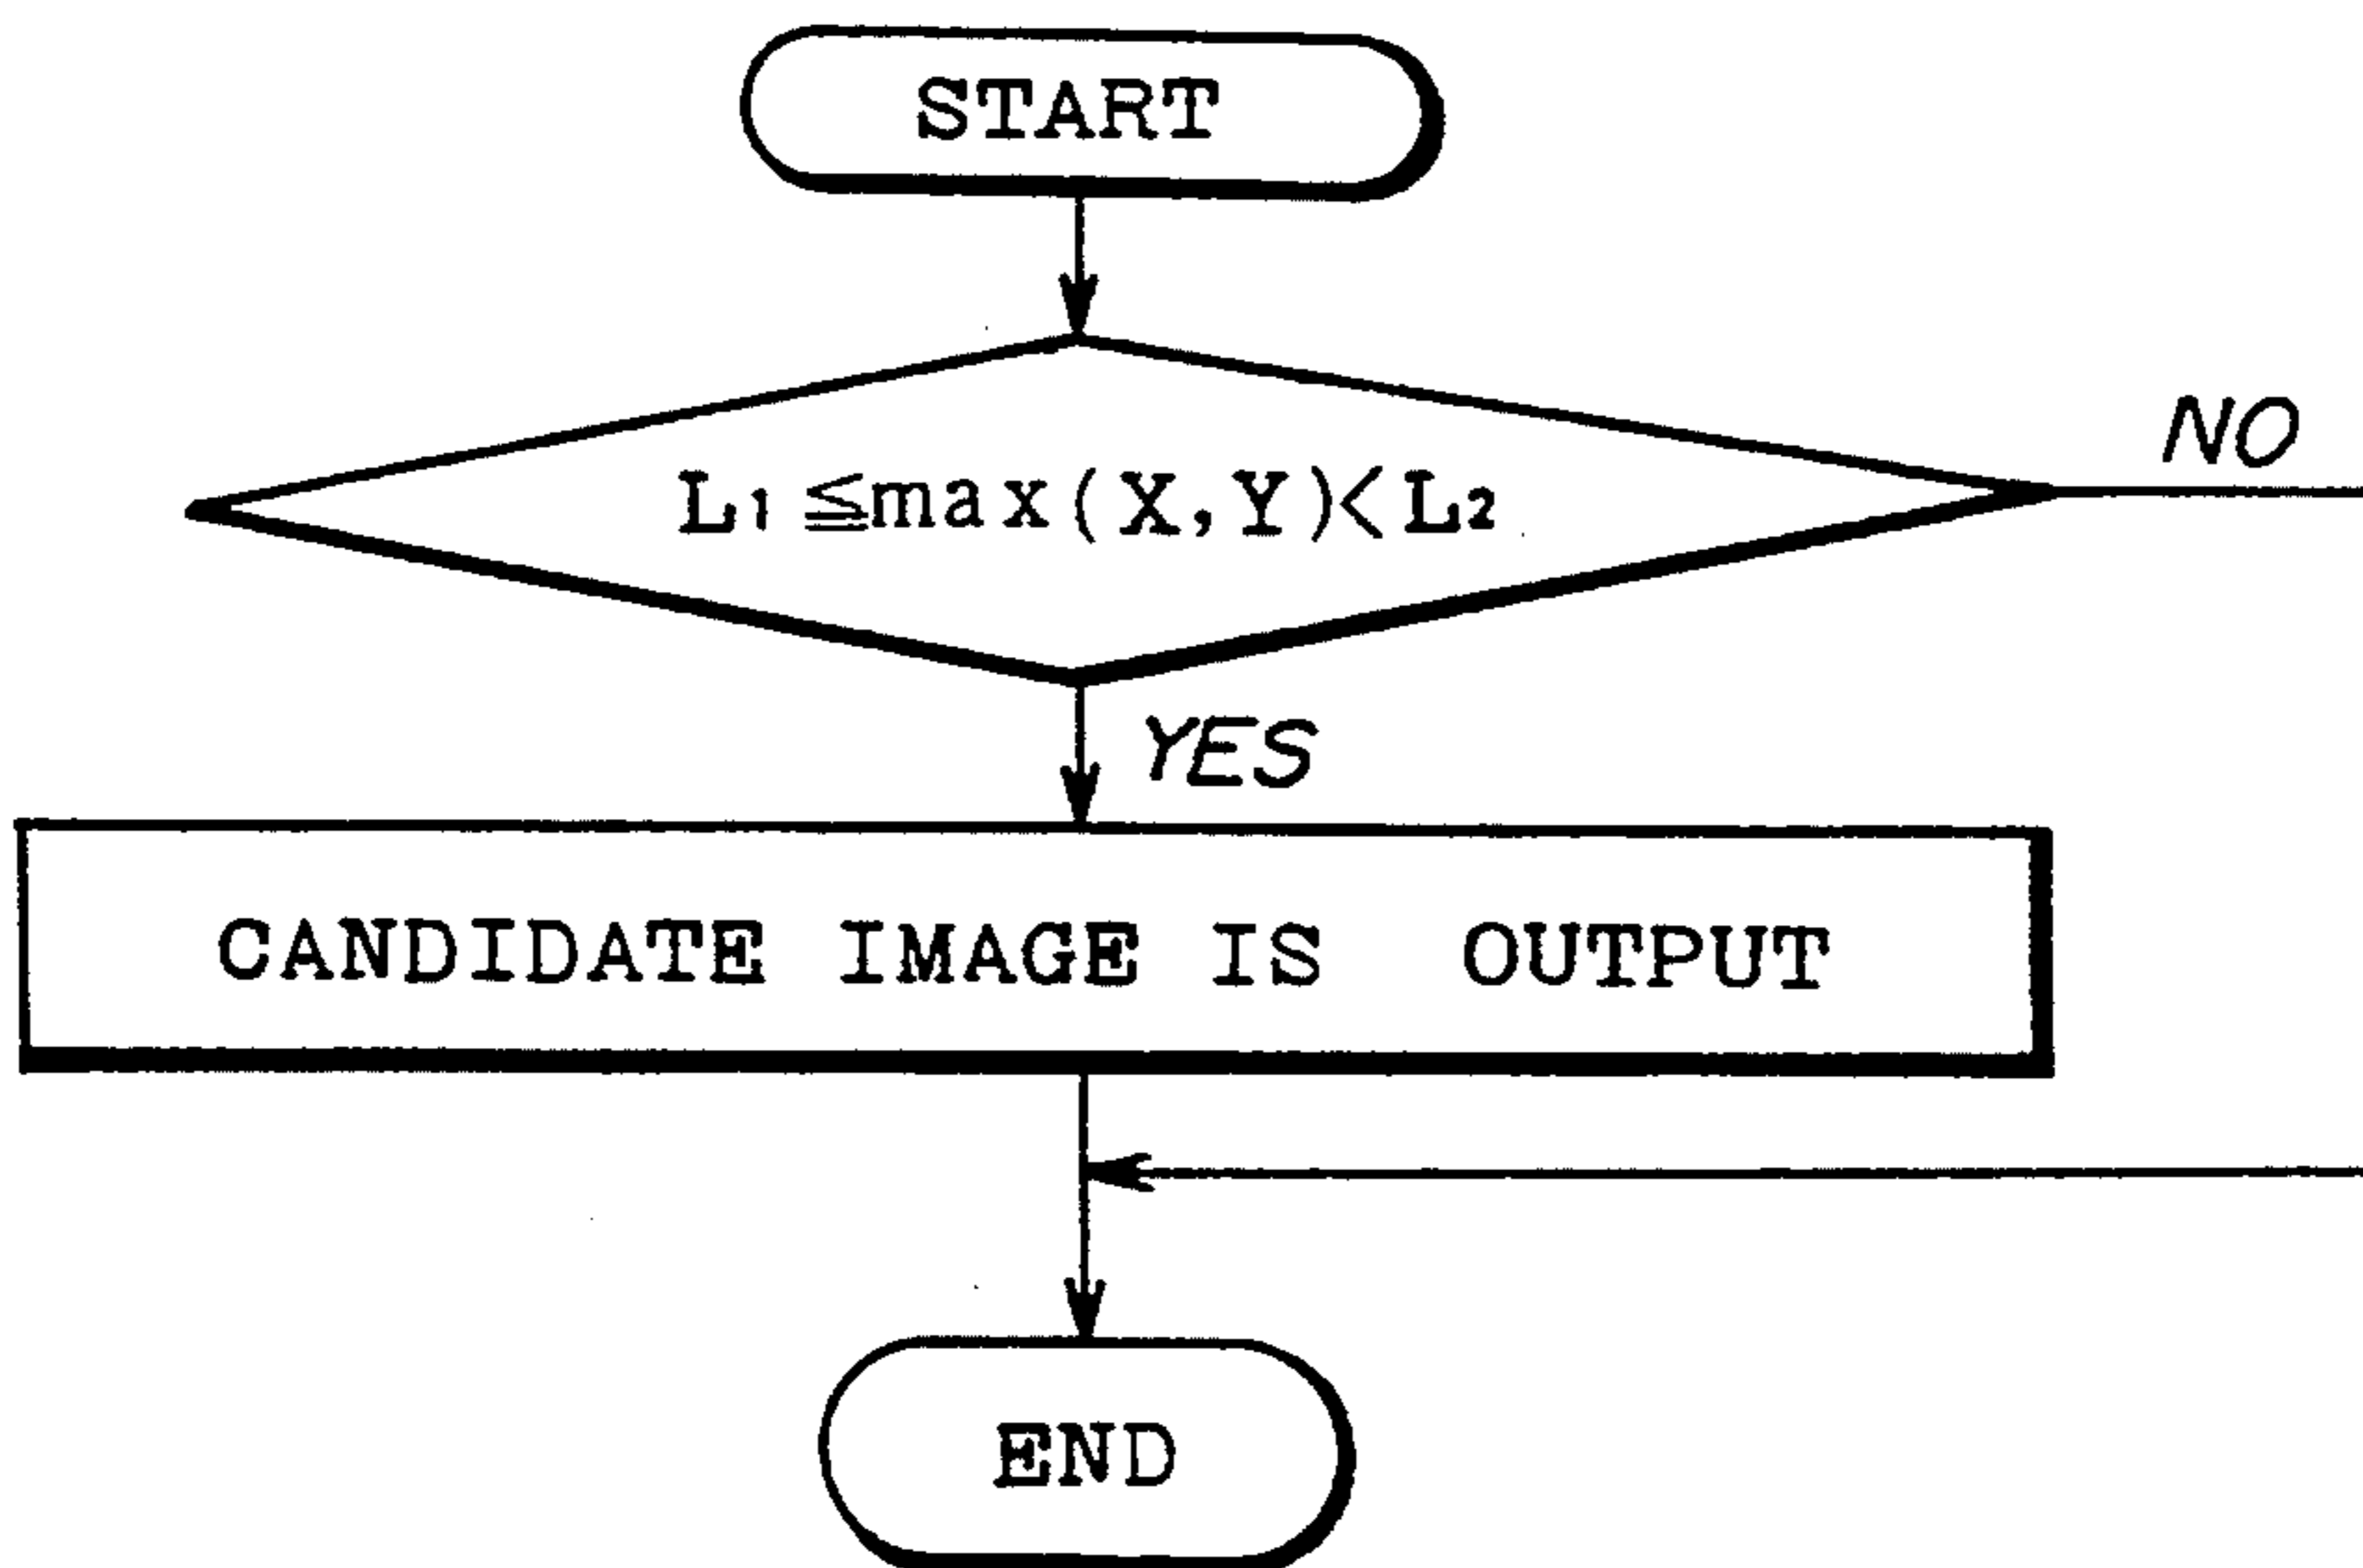 START
L₁ ≦max(X,Y)<L₂
NO
YES
CANDIDATE IMAGE IS OUTPUT
END